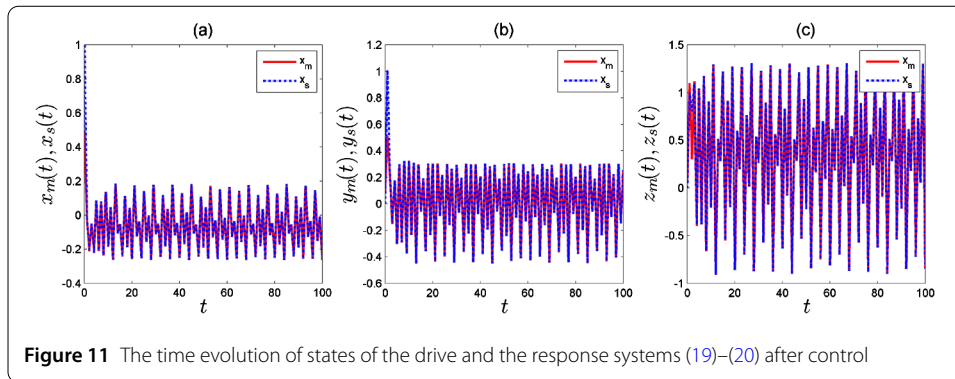 (a)
x_m(t), x_s(t)
1
0.8
0.6
0.4
0.2
0
-0.2
-0.4
0
20
40
60
80
100
t
x_m
x_s
(b)
y_m(t), y_s(t)
1.2
1
0.8
0.6
0.4
0.2
0
-0.2
-0.4
-0.6
0
20
40
60
80
100
t
x_m
x_s
(c)
z_m(t), z_s(t)
1.5
1
0.5
0
-0.5
-1
0
20
40
60
80
100
t
x_m
x_s
Figure 11 The time evolution of states of the drive and the response systems (19)–(20) after control